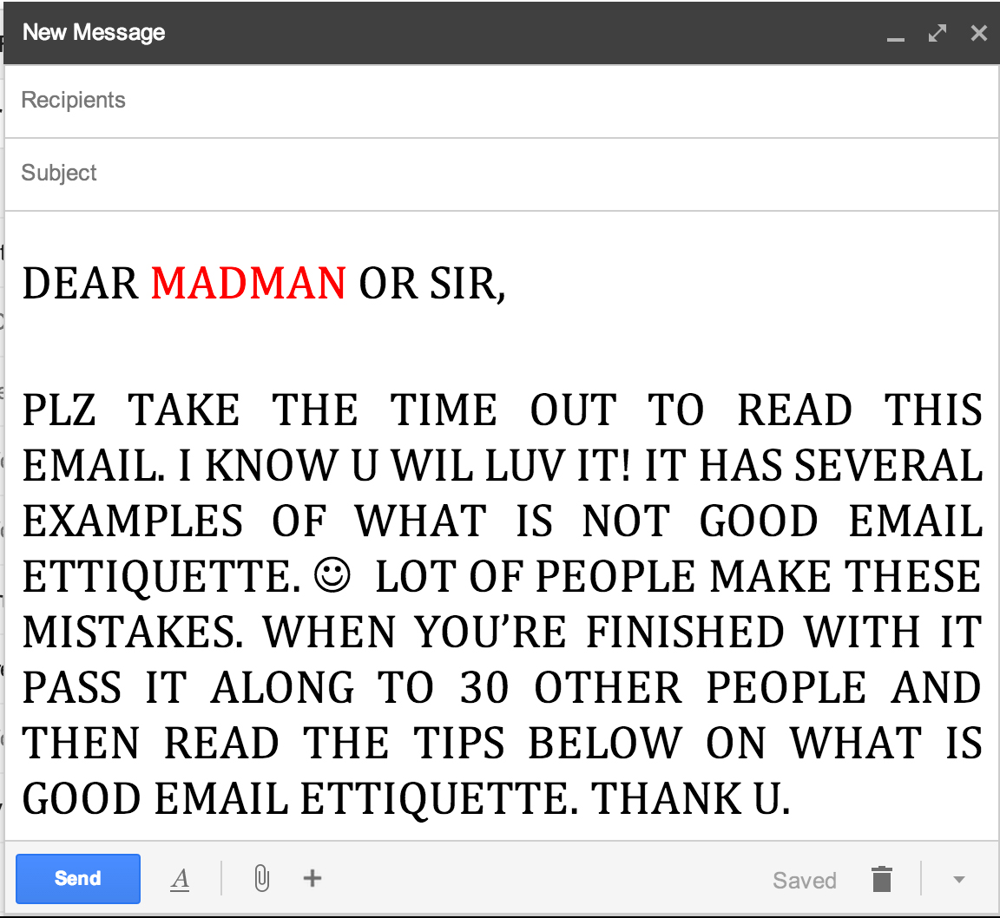 New Message
Recipients
Subject
DEAR MADMAN OR SIR,
PLZ TAKE THE TIME OUT TO READ THIS
EMAIL. I KNOW U WIL LUV IT! IT HAS SEVERAL
EXAMPLES OF WHAT IS NOT GOOD EMAIL
ETTIQUETTE. ☺ LOT OF PEOPLE MAKE THESE
MISTAKES. WHEN YOU’RE FINISHED WITH IT
PASS IT ALONG TO 30 OTHER PEOPLE AND
THEN READ THE TIPS BELOW ON WHAT IS
GOOD EMAIL ETTIQUETTE. THANK U.
Send A Saved